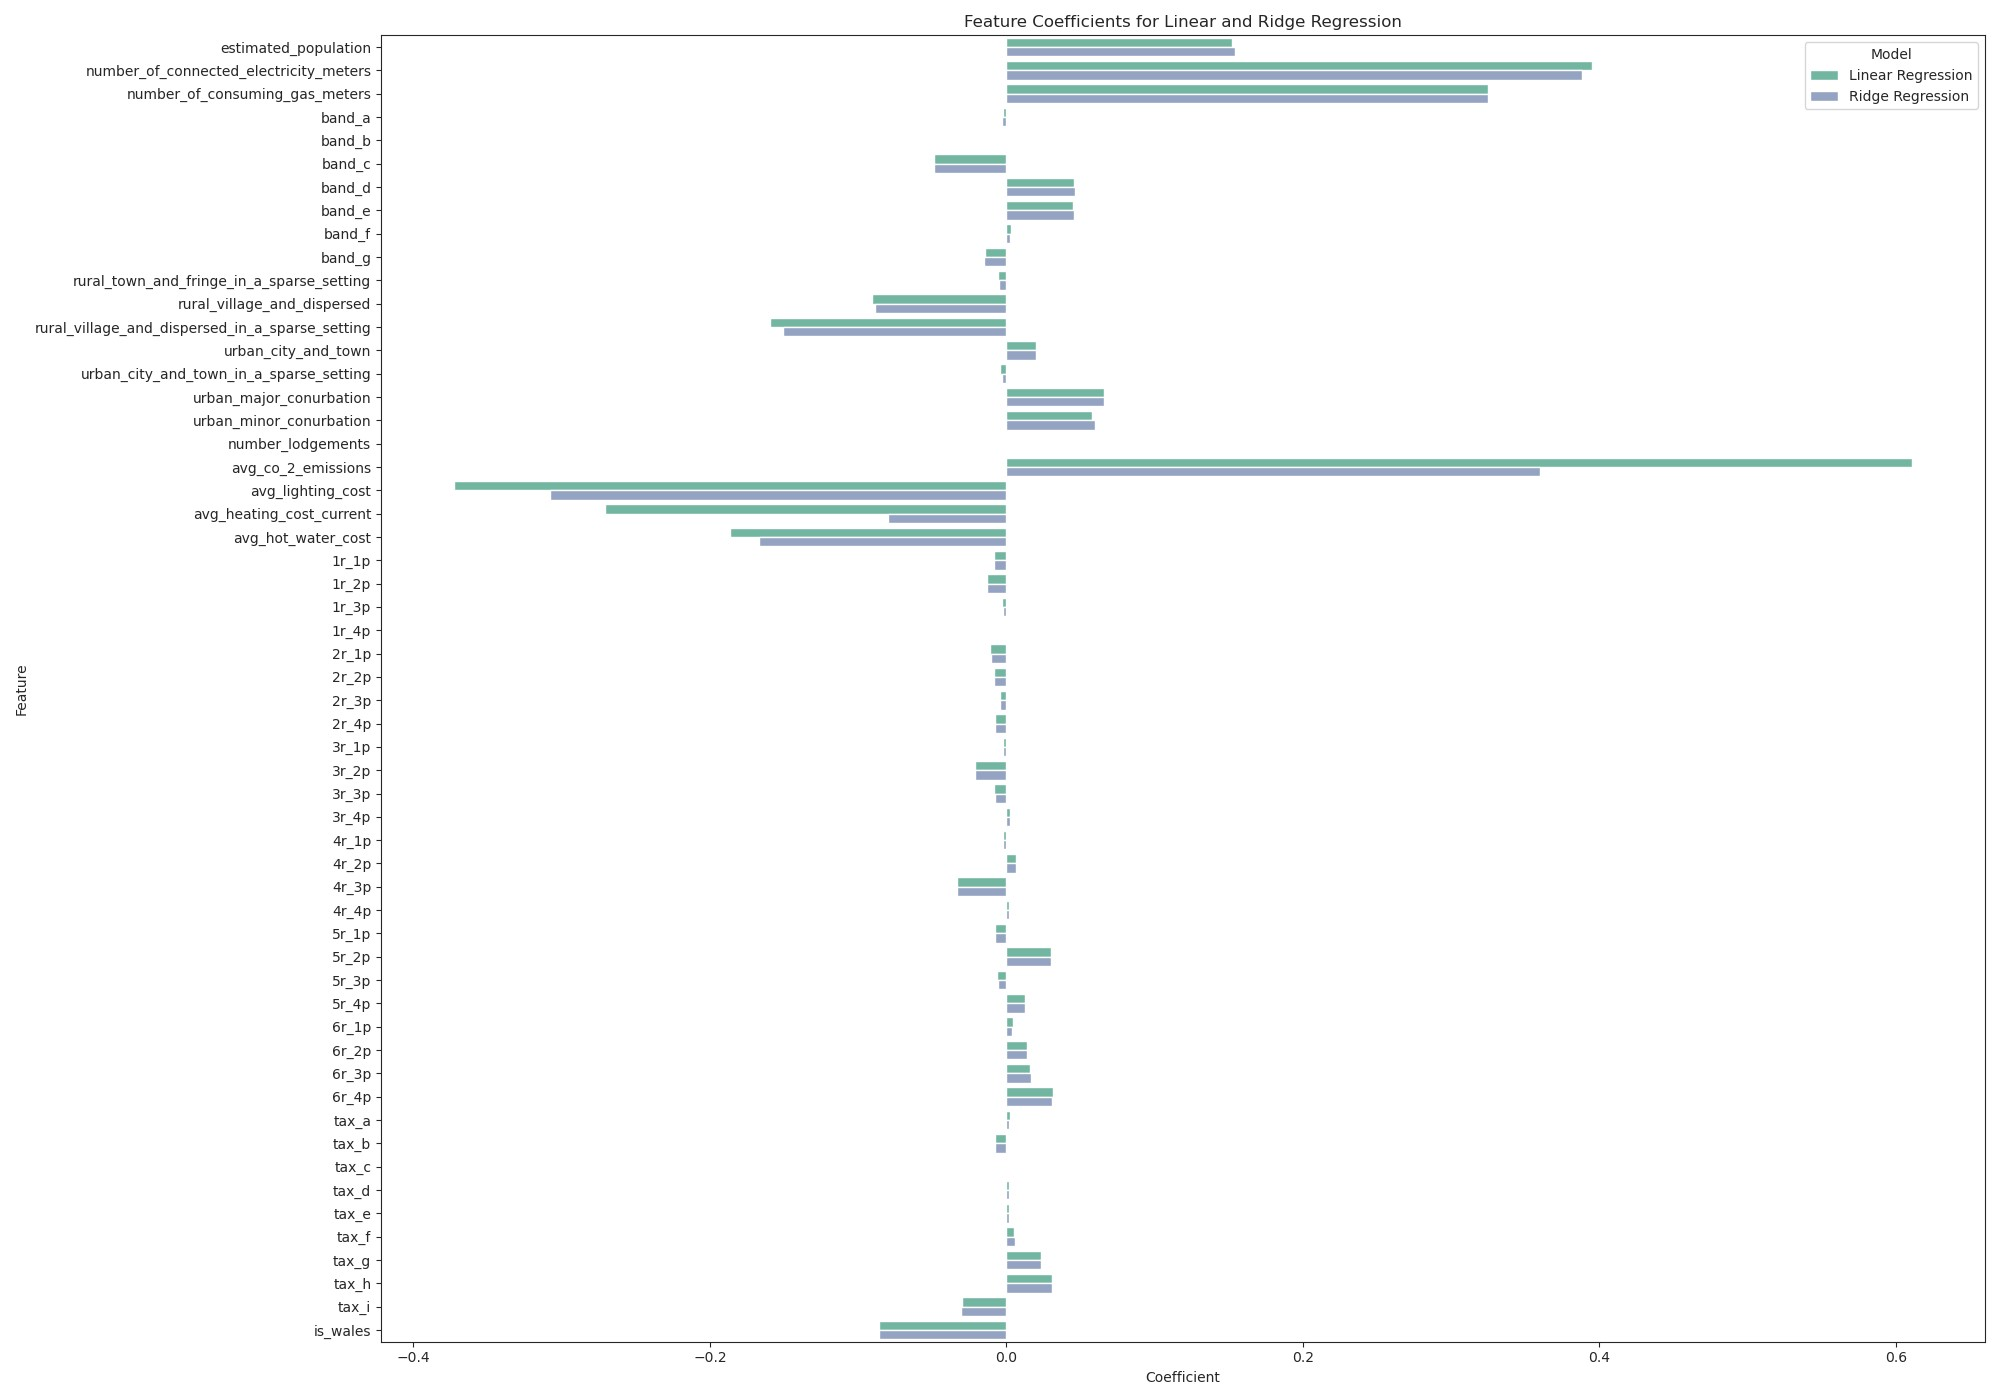 Feature Coefficients for Linear and Ridge Regression
Model
Linear Regression
Ridge Regression
Feature
estimated_population
number_of_connected_electricity_meters
number_of_consuming_gas_meters
band_a
band_b
band_c
band_d
band_e
band_f
band_g
rural_town_and_fringe_in_a_sparse_setting
rural_village_and_dispersed
rural_village_and_dispersed_in_a_sparse_setting
urban_city_and_town
urban_city_and_town_in_a_sparse_setting
urban_major_conurbation
urban_minor_conurbation
number_lodgements
avg_co_2_emissions
avg_lighting_cost
avg_heating_cost_current
avg_hot_water_cost
1r_1p
1r_2p
1r_3p
1r_4p
2r_1p
2r_2p
2r_3p
2r_4p
3r_1p
3r_2p
3r_3p
3r_4p
4r_1p
4r_2p
4r_3p
4r_4p
5r_1p
5r_2p
5r_3p
5r_4p
6r_1p
6r_2p
6r_3p
6r_4p
tax_a
tax_b
tax_c
tax_d
tax_e
tax_f
tax_g
tax_h
tax_i
is_wales
−0.4 −0.2 0.0 0.2 0.4 0.6
Coefficient